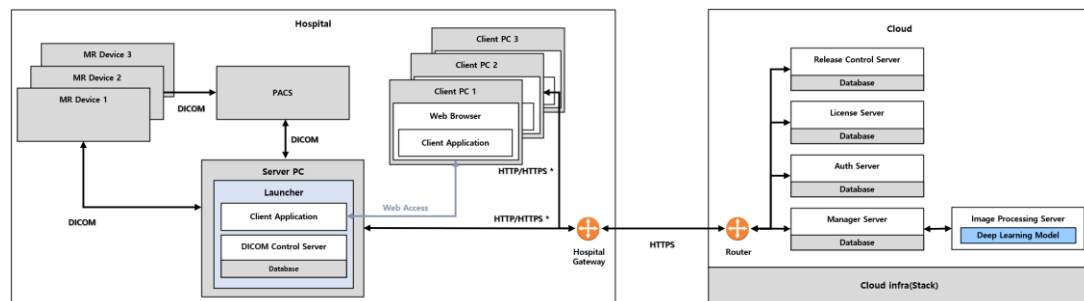 Hospital
MR Device 3
MR Device 2
MR Device 1
DICOM
PACS
DICOM
Client PC 3
Client PC 2
Client PC 1
Web Browser
Client Application
HTTP/HTTPS *
Server PC
Launcher
Client Application
Web Access
DICOM
DICOM Control Server
Database
HTTP/HTTPS *
Hospital
Gateway
HTTPS
Cloud
Release Control Server
Database
License Server
Database
Auth Server
Database
Router
Manager Server
Database
Image Processing Server
Deep Learning Model
Cloud infra(Stack)